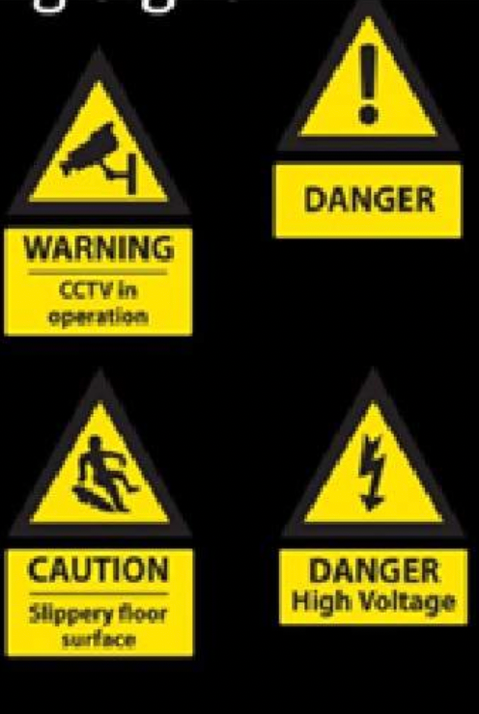 WARNING
CCTV in
operation
DANGER
CAUTION
Slippery floor
surface
DANGER
High Voltage